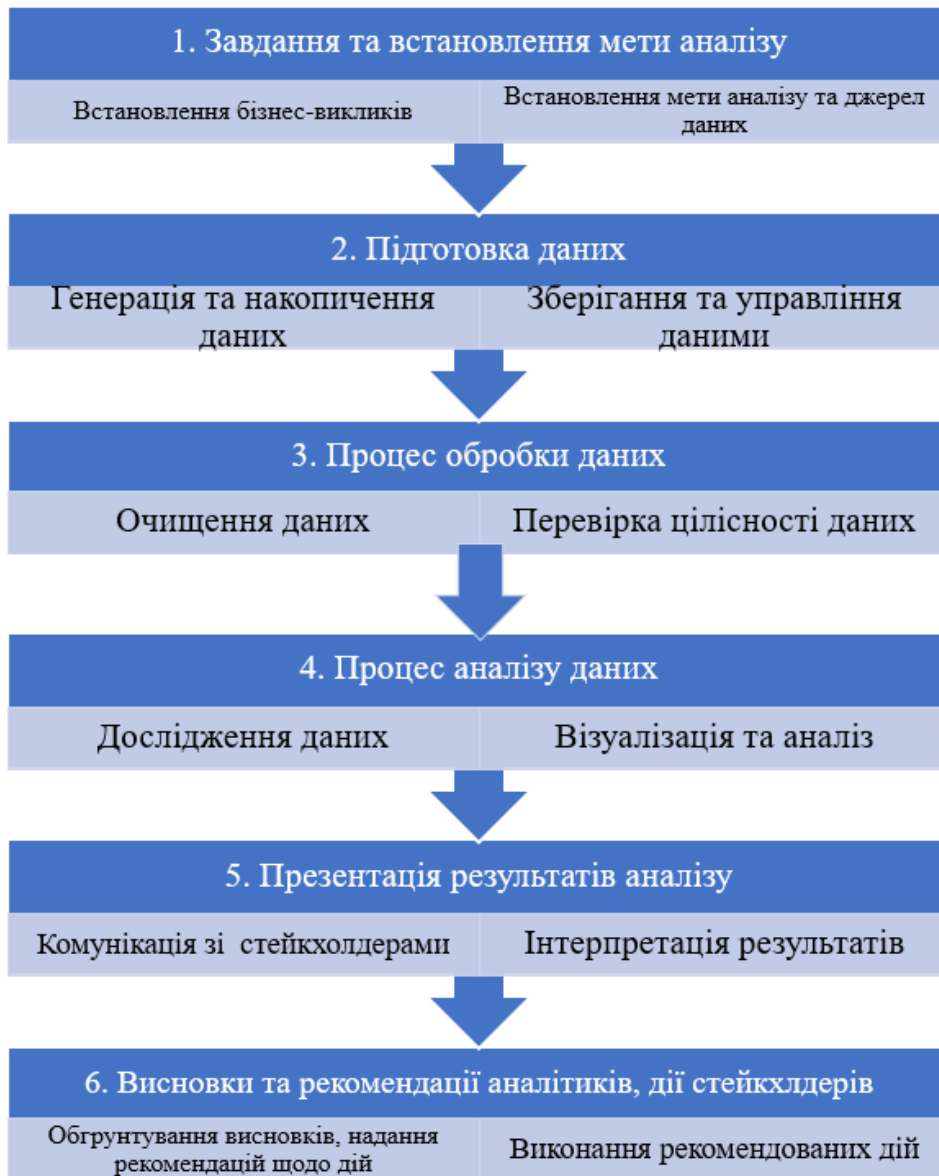 1. Завдання та встановлення мети аналізу
Встановлення бізнес-викликів
Встановлення мети аналізу та джерел
даних
2. Підготовка даних
Генерація та накопичення
даних
Зберігання та управління
даними
3. Процес обробки даних
Очищення даних
Перевірка цілісності даних
4. Процес аналізу даних
Дослідження даних
Візуалізація та аналіз
5. Презентація результатів аналізу
Комунікація зі стейкхолдерами
Інтерпретація результатів
6. Висновки та рекомендації аналітиків, дії стейкхлдерів
Обгрунтування висновків, надання
рекомендацій щодо дій
Виконання рекомендованих дій